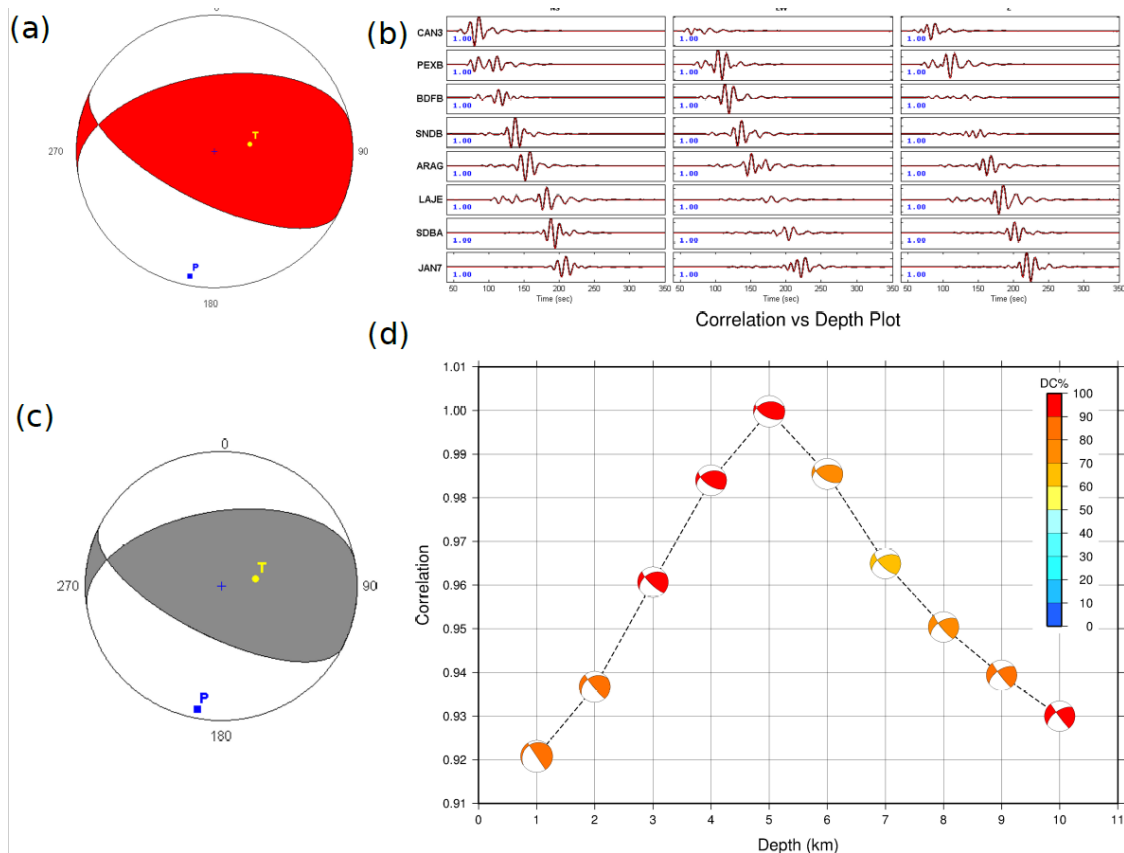 (a)
0
270
90
T
P
180
(b)
NS
EW
Z
CAN3 1.00 1.00 1.00
PEXB 1.00 1.00 1.00
BDFB 1.00 1.00 1.00
SNDB 1.00 1.00 1.00
ARAG 1.00 1.00 1.00
LAJE 1.00 1.00 1.00
SDBA 1.00 1.00 1.00
JAN7 1.00 1.00 1.00
50 100 150 200 250 300 350 50 100 150 200 250 300 350 50 100 150 200 250 300 350
Time (sec) Time (sec) Time (sec)
(c)
0
270
90
T
P
180
(d)
Correlation vs Depth Plot
1.01
1.00
0.99
0.98
0.97
0.96
0.95
0.94
0.93
0.92
0.91
Correlation
0 1 2 3 4 5 6 7 8 9 10 11
Depth (km)
DC%
100
90
80
70
60
50
40
30
20
10
0